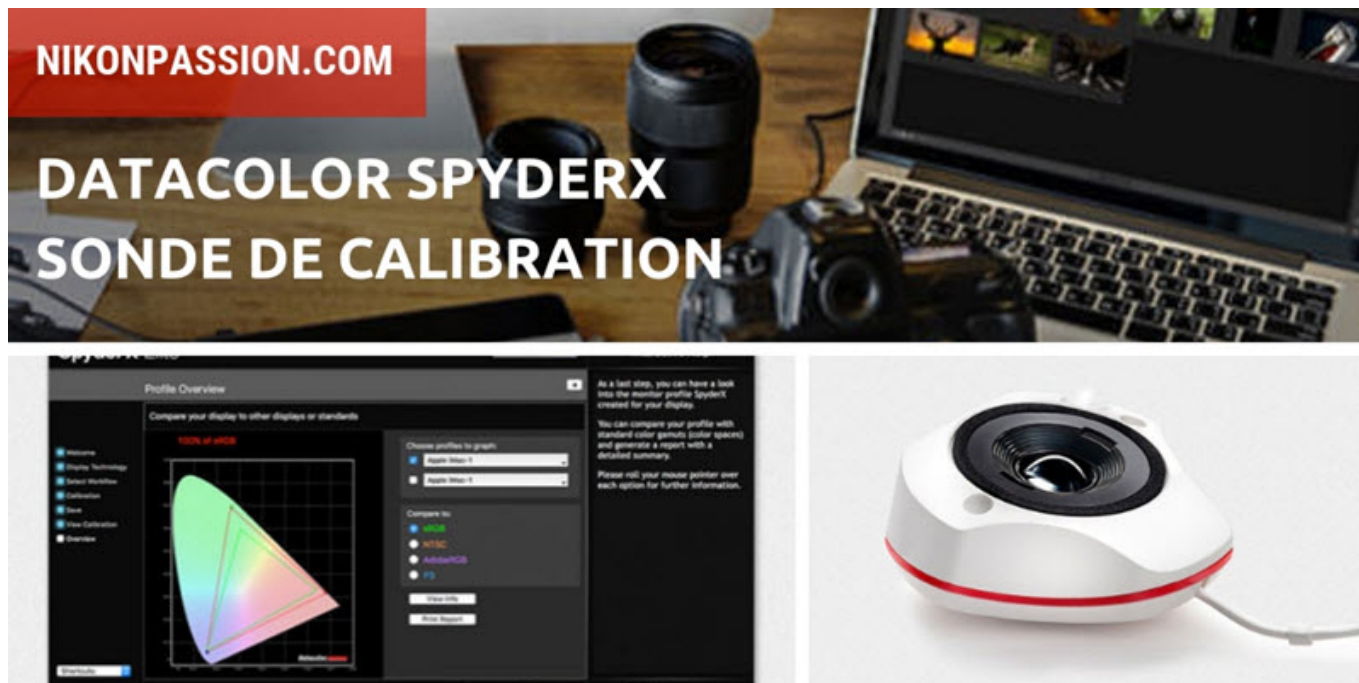 NIKONPASSION.COM
DATACOLOR SPYDERX
SONDE DE CALIBRATION
Profile Overview
Compare your display to other displays or standards
100% of sRGB
Welcome
Display Technology
Select Workflow
Calibration
Save
View Calibration
Overview
Choose profiles to graph:
Apple iMac-1
Apple iMac-1
Compare to:
sRGB
NTSC
AdobeRGB
P3
View Info
Print Report
datacolor
Shortcuts
As a last step, you can have a look
into the monitor profile SpyderX
created for your display.
You can compare your profile with
standard color gamuts (color spaces)
and generate a report with a
detailed summary.
Please roll your mouse pointer over
each option for further information.